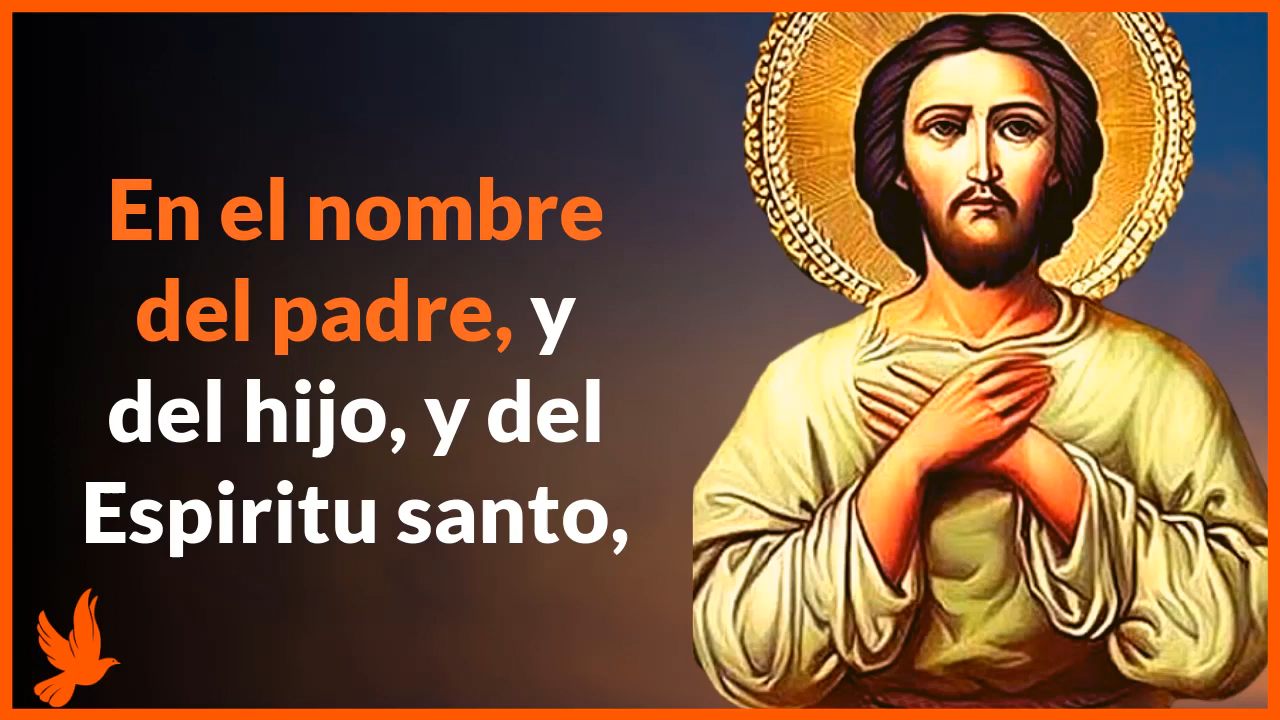 En el nombre
del padre, y
del hijo, y del
Espiritu santo,